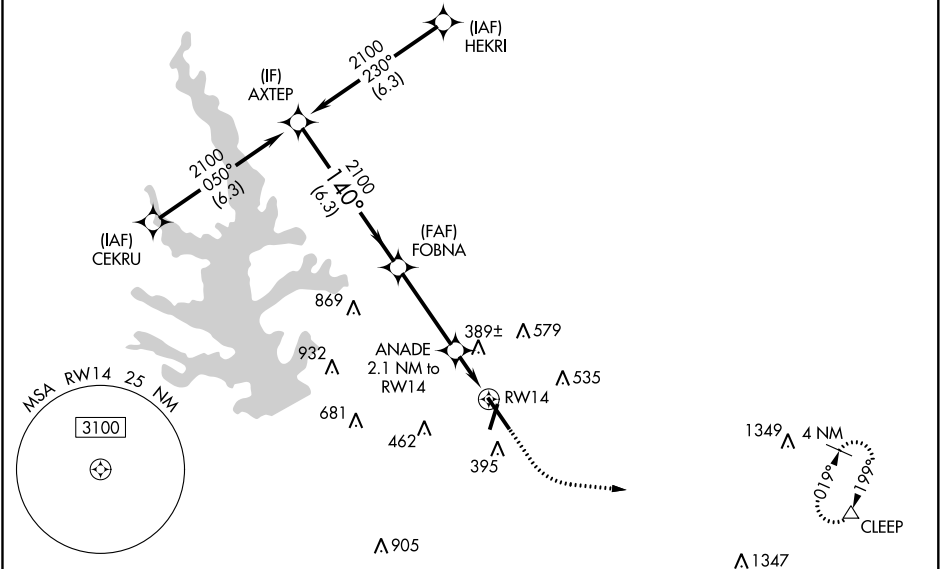 (IAF)
HEKRI
2100
230°
(6.3)
(IF)
AXTEP
2100
050°
(6.3)
2100
140°
(6.3)
(IAF)
CEKRU
(FAF)
FOBNA
869
389±
579
ANADE
2.1 NM to
RW14
932
535
RW14
MSA RW14 25 NM
3100
681
462
395
1349
4 NM
019°
199°
CLEEP
905
1347